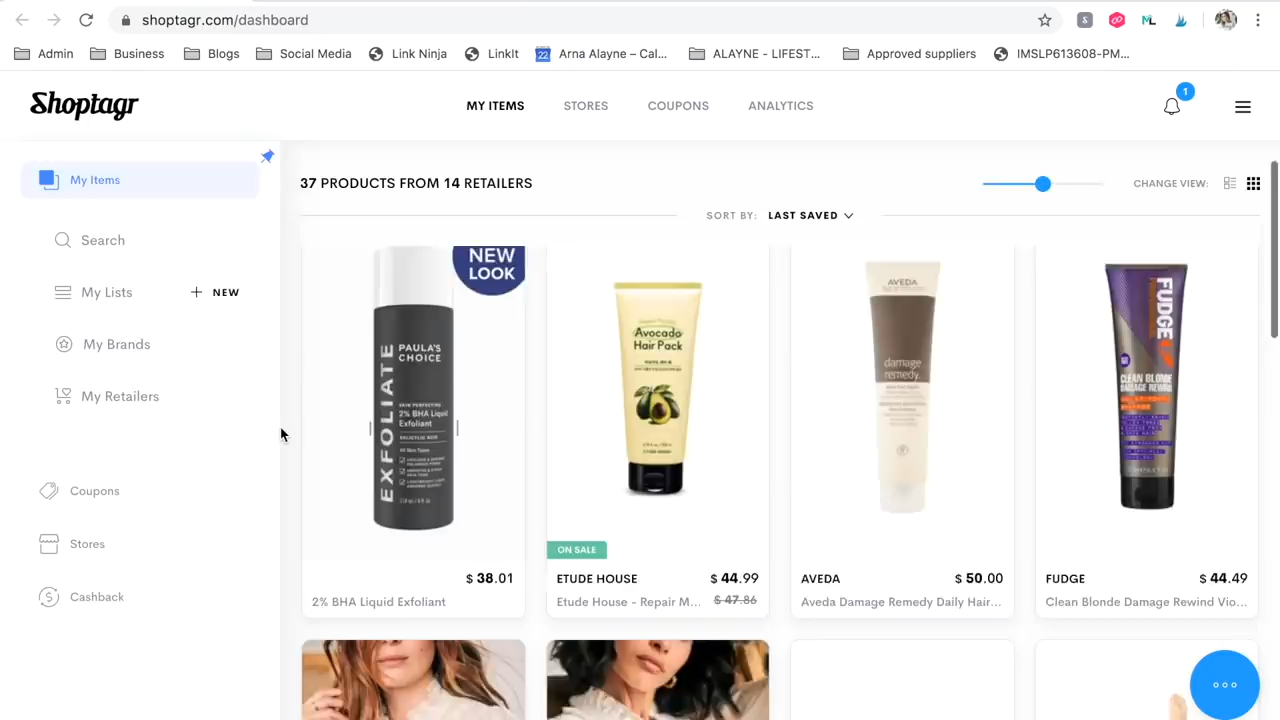 shoptagr.com/dashboard
Admin Business Blogs Social Media Link Ninja LinkIt 22 Arna Alayne – Cal... ALAYNE - LIFEST... Approved suppliers IMSLP613608-PM...
Shoptagr MY ITEMS STORES COUPONS ANALYTICS 1
My Items
Search
My Lists + NEW
My Brands
My Retailers
Coupons
Stores
Cashback
37 PRODUCTS FROM 14 RETAILERS
CHANGE VIEW:
SORT BY: LAST SAVED
NEW
LOOK
PAULA'S
CHOICE
EXFOLIATE
SKIN PERFECTING
2% BHA Liquid
Exfoliant
SALICYLIC ACID
$ 38.01
2% BHA Liquid Exfoliant
Avocado
Hair Pack
ON SALE
ETUDE HOUSE $ 44.99
Etude House - Repair M... $ 47.86
AVEDA
damage
remedy
AVEDA $ 50.00
Aveda Damage Remedy Daily Hair...
FUDGE
CLEAN BLONDE
DAMAGE REWIND
FUDGE $ 44.49
Clean Blonde Damage Rewind Vio...